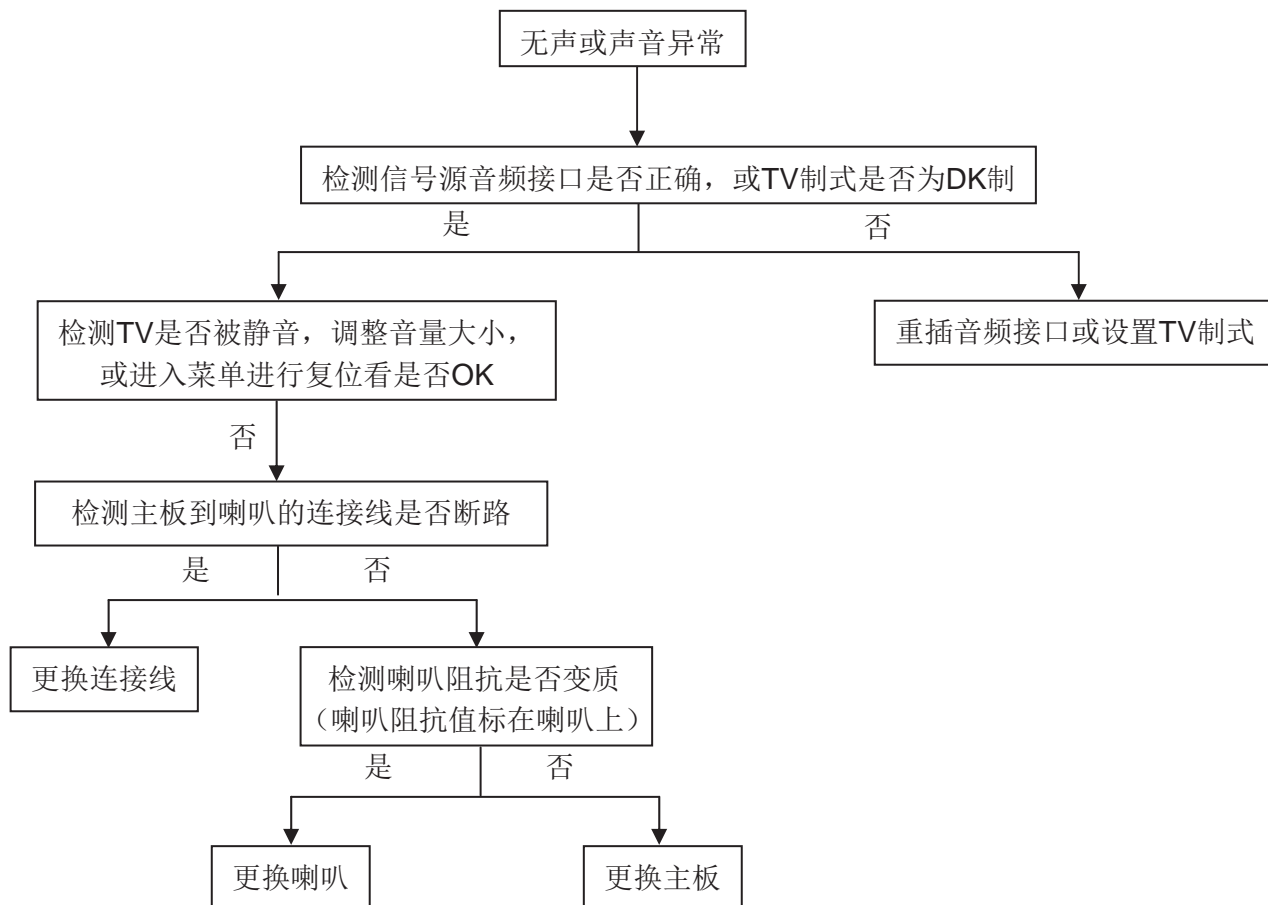 无声或声音异常
检测信号源音频接口是否正确，或TV制式是否为DK制
是
否
检测TV是否被静音，调整音量大小，
或进入菜单进行复位看是否OK
重插音频接口或设置TV制式
否
检测主板到喇叭的连接线是否断路
是
否
更换连接线
检测喇叭阻抗是否变质
（喇叭阻抗值标在喇叭上）
是
否
更换喇叭
更换主板